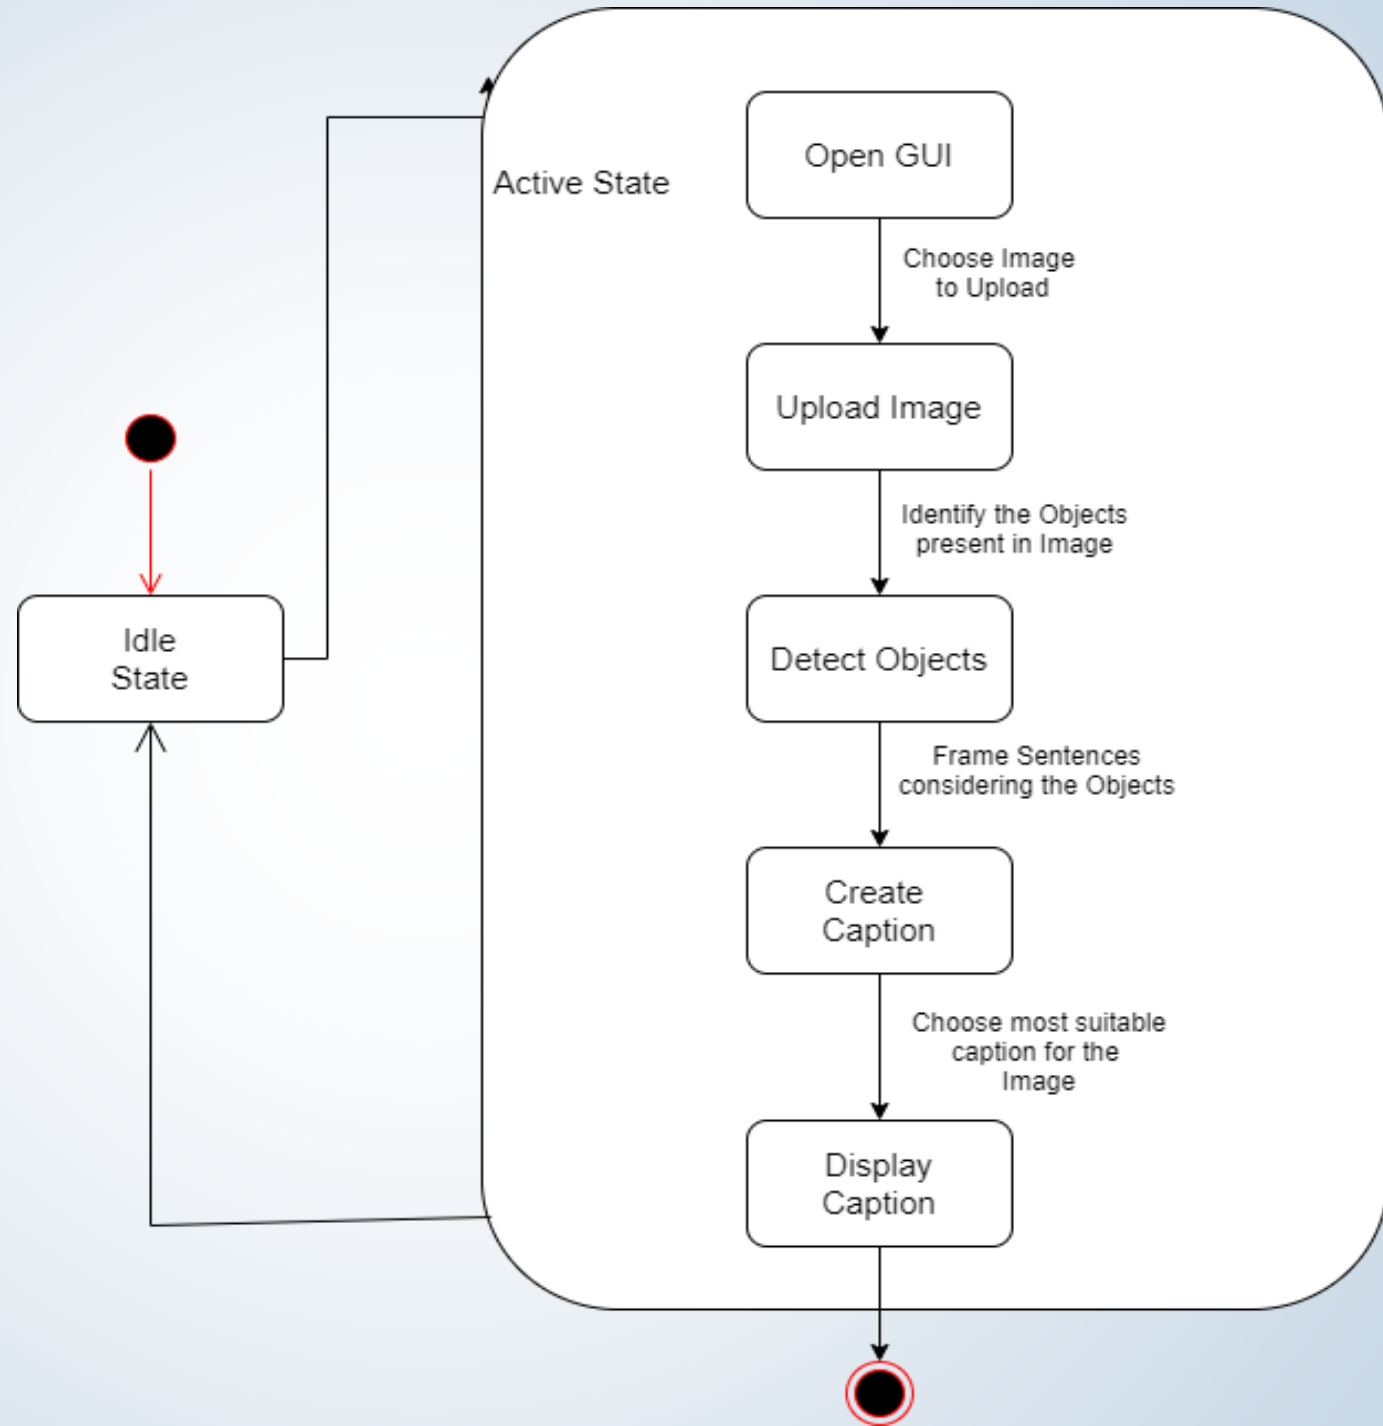 Open GUI
Active State
Choose Image
to Upload
Upload Image
Identify the Objects
present in Image
Idle
State
Detect Objects
Frame Sentences
considering the Objects
Create
Caption
Choose most suitable
caption for the
Image
Display
Caption